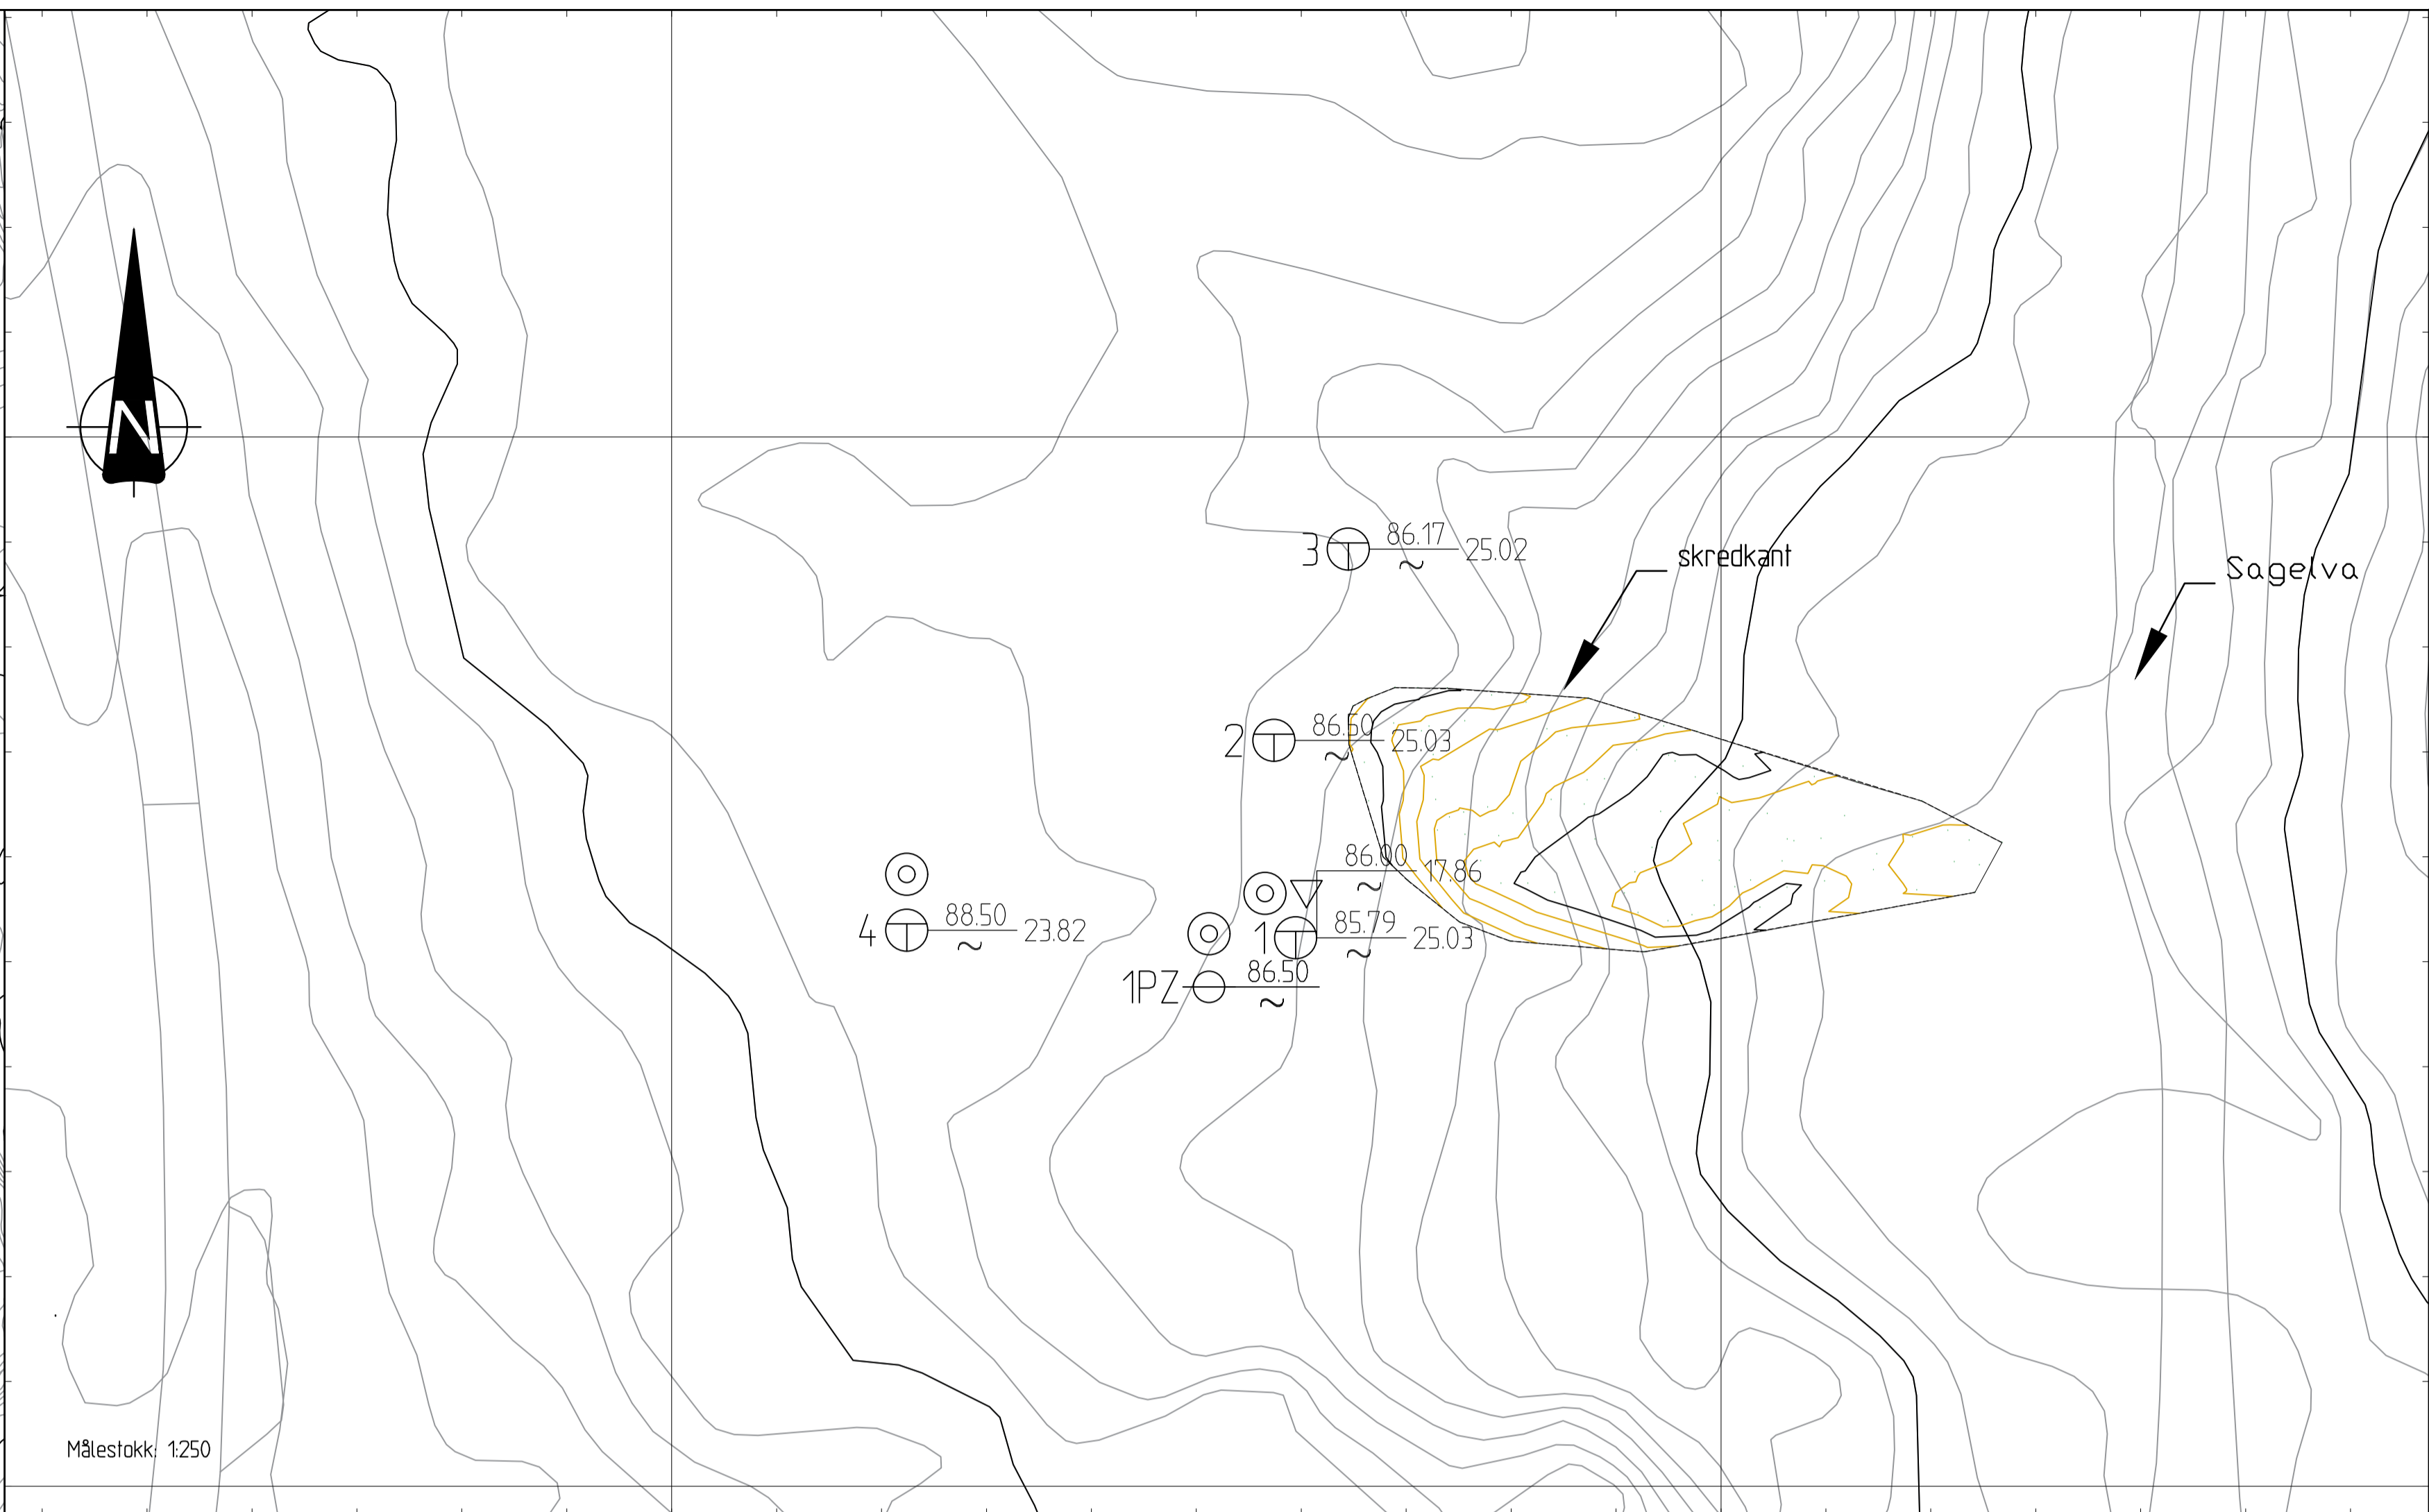 N
3 86.17 25.02
~
skredkant
Sagelva
2 86.50 25.03
~
86.00 17.86
~
4 88.50 23.82
~
1 85.79 25.03
~
1PZ 86.50
~
Målestokk: 1:250